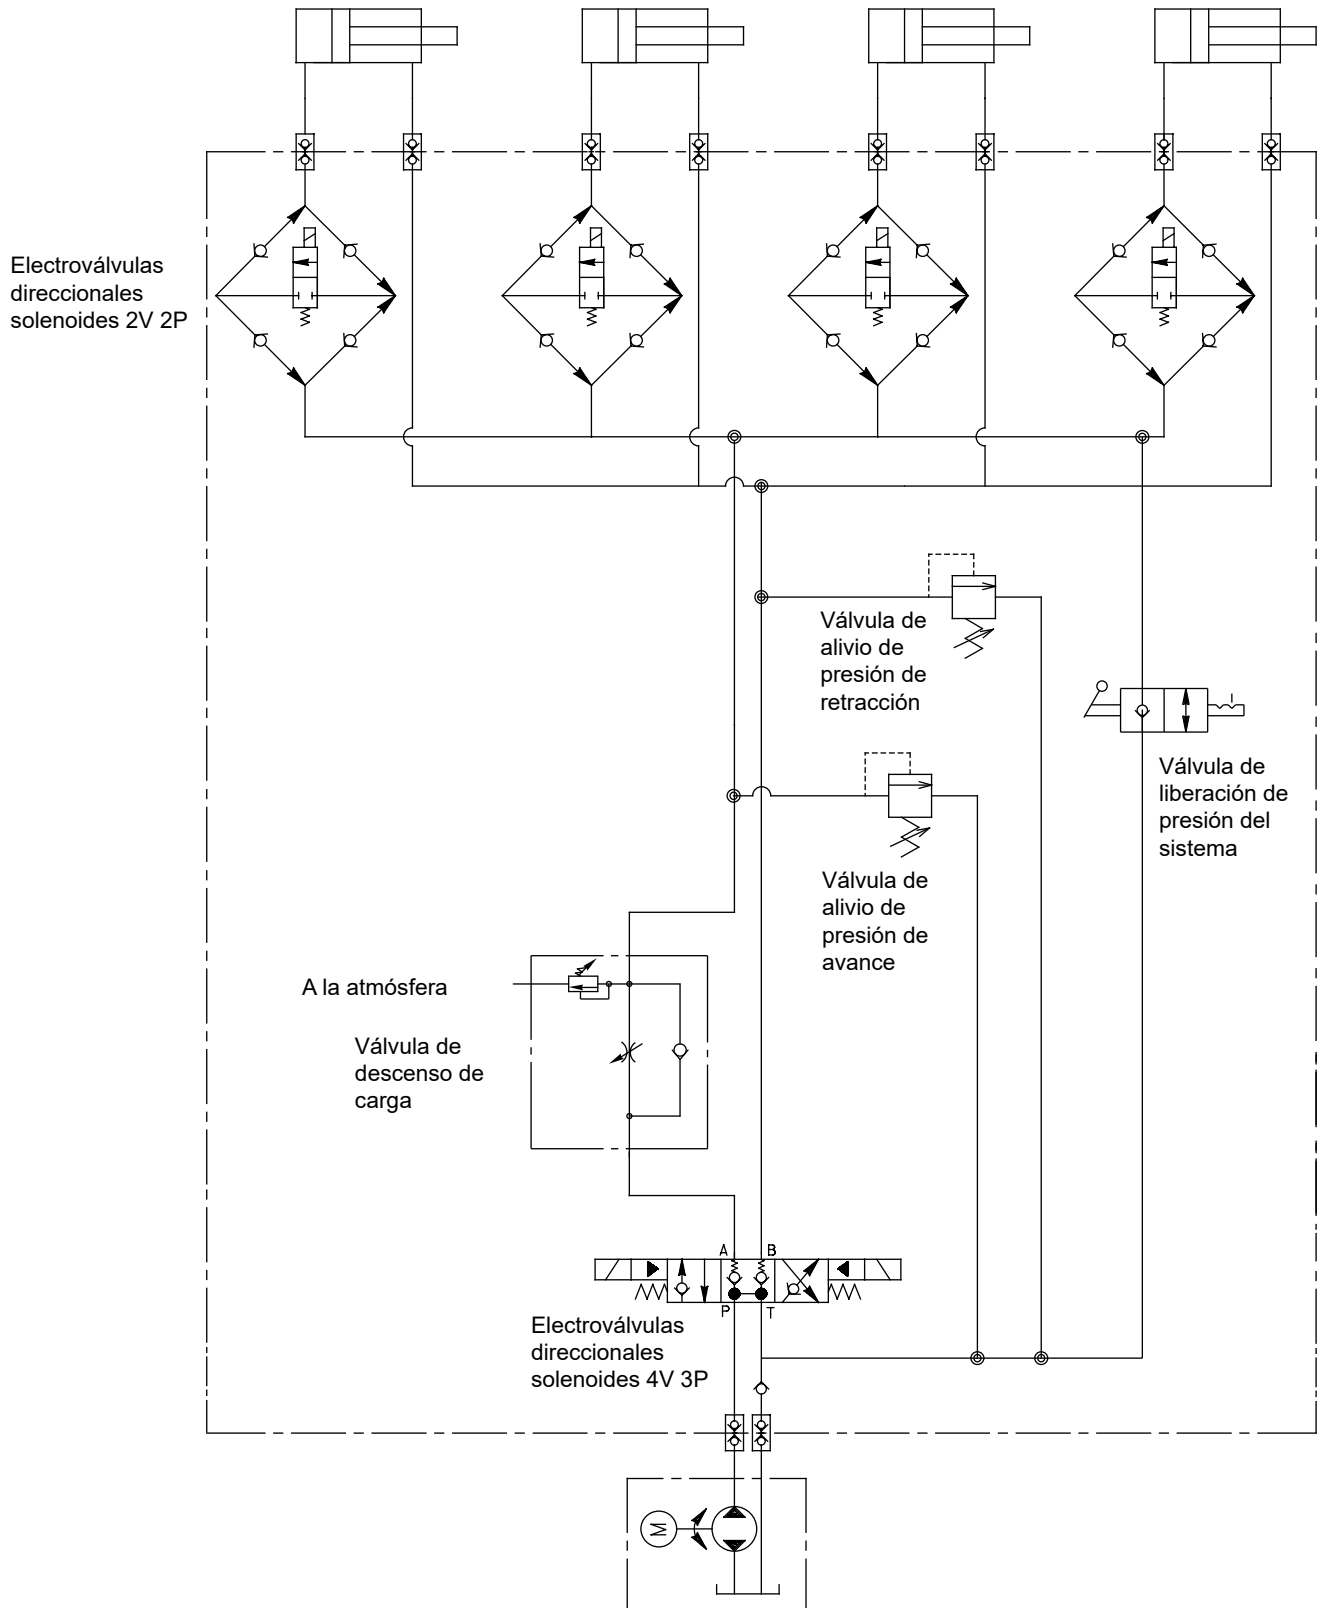 Electroválvulas
direccionales
solenoides 2V 2P
Válvula de
alivio de
presión de
retracción
Válvula de
liberación de
presión del
sistema
Válvula de
alivio de
presión de
avance
A la atmósfera
Válvula de
descenso de
carga
A B
P T
Electroválvulas
direccionales
solenoides 4V 3P
M